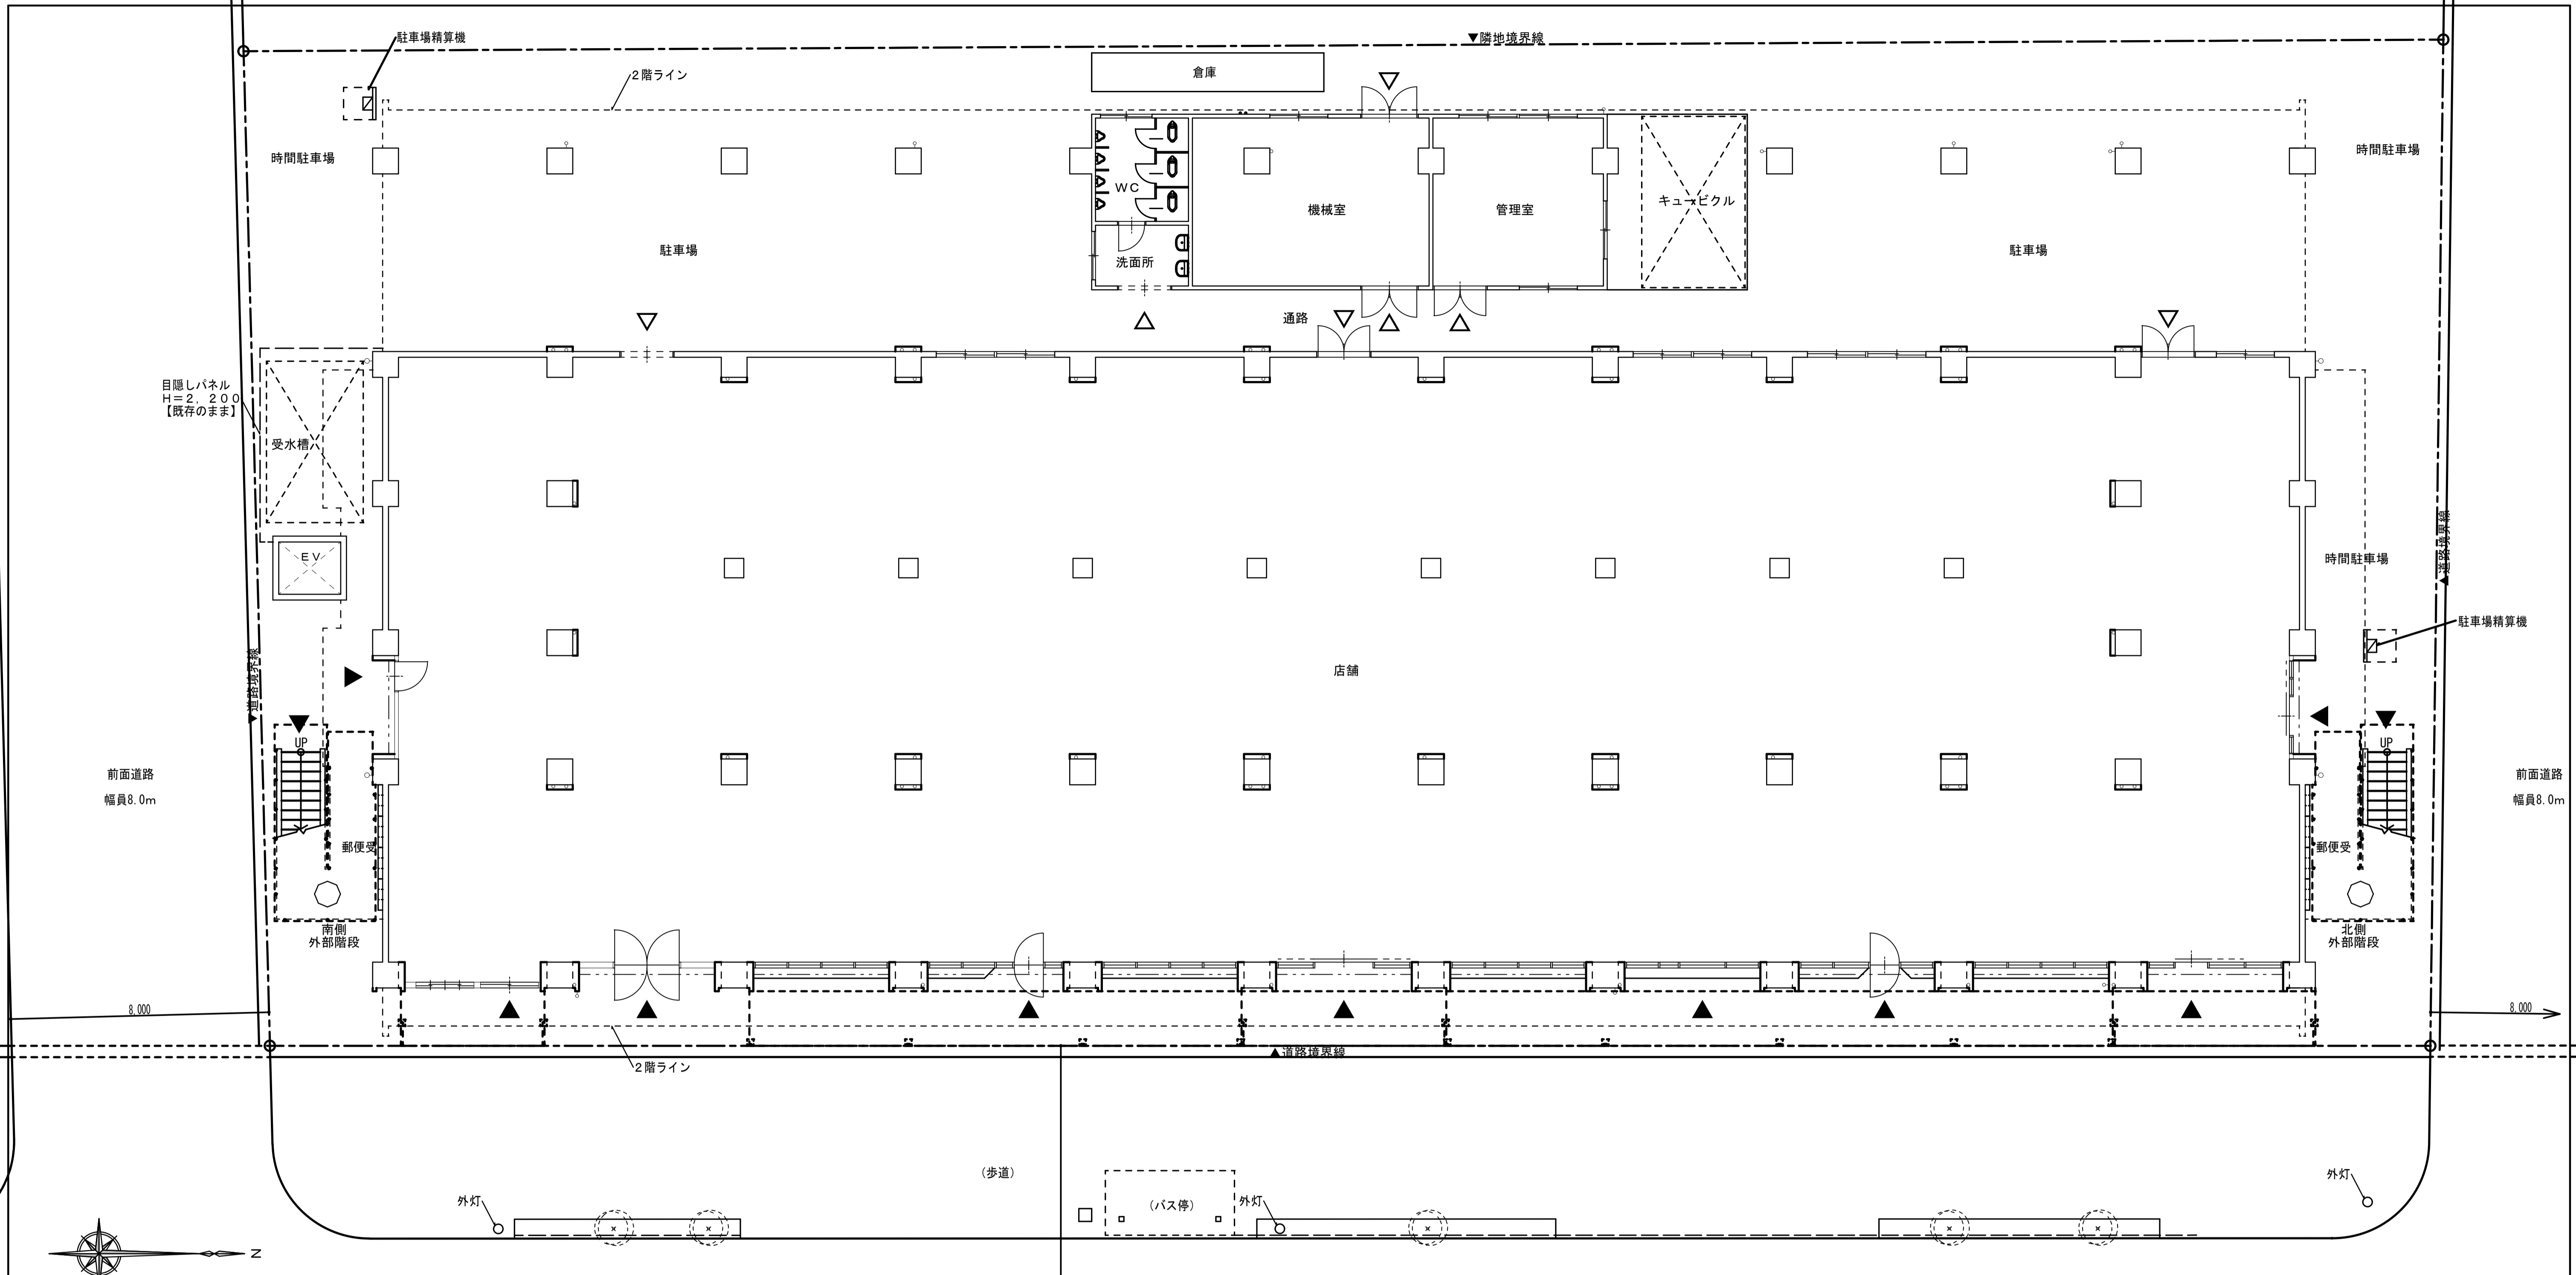 駐車場精算機
▼隣地境界線
2階ライン
倉庫
時間駐車場
時間駐車場
WC
機械室
管理室
キュービクル
駐車場
駐車場
洗面所
通路
目隠しパネル
H=2,200
【既存のまま】
受水槽
EV
▼道路境界線
時間駐車場
▲道路境界線
駐車場精算機
店舗
UP
UP
前面道路
幅員8.0m
前面道路
幅員8.0m
郵便受
郵便受
南側
外部階段
北側
外部階段
8,000
8,000
▲道路境界線
2階ライン
(歩道)
外灯
(バス停)
外灯
外灯
N